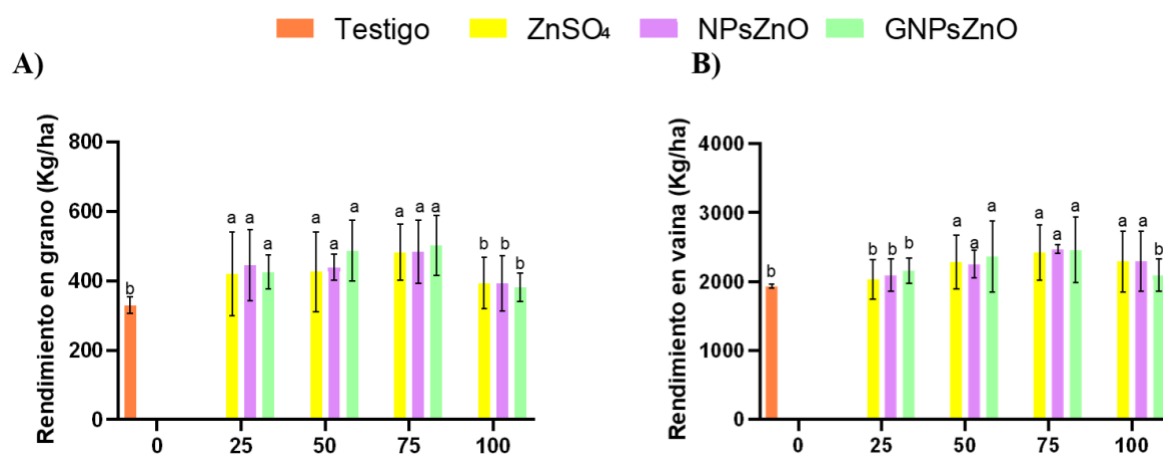 Testigo ZnSO₄ NPsZnO GNPsZnO
A)
Rendimiento en grano (Kg/ha)
800
600
400
200
0
b
a a a
a a a
a a a
b b b
0 25 50 75 100
B)
Rendimiento en vaina (Kg/ha)
4000
3000
2000
1000
0
b
b b b
a a a
a a a
a a b
0 25 50 75 100